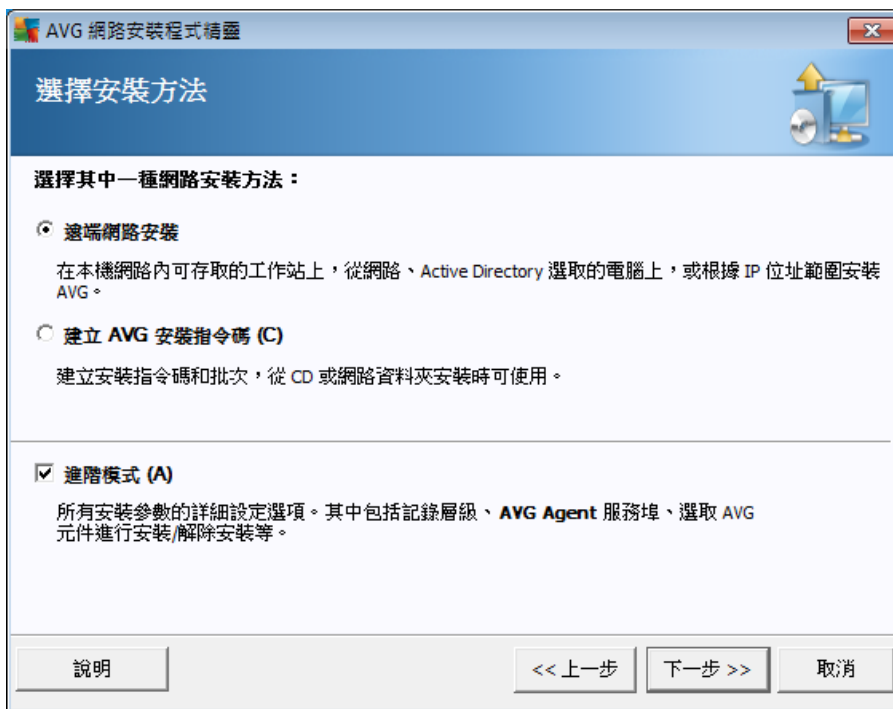 AVG 網路安裝程式精靈
選擇安裝方法
選擇其中一種網路安裝方法：
遠端網路安裝
在本機網路內可存取的工作站上，從網路、Active Directory 選取的電腦上，或根據 IP 位址範圍安裝
AVG。
建立 AVG 安裝指令碼 (C)
建立安裝指令碼和批次，從 CD 或網路資料夾安裝時可使用。
進階模式 (A)
所有安裝參數的詳細設定選項。其中包括記錄層級、AVG Agent 服務埠、選取 AVG
元件進行安裝/解除安裝等。
說明
<< 上一步
下一步 >>
取消